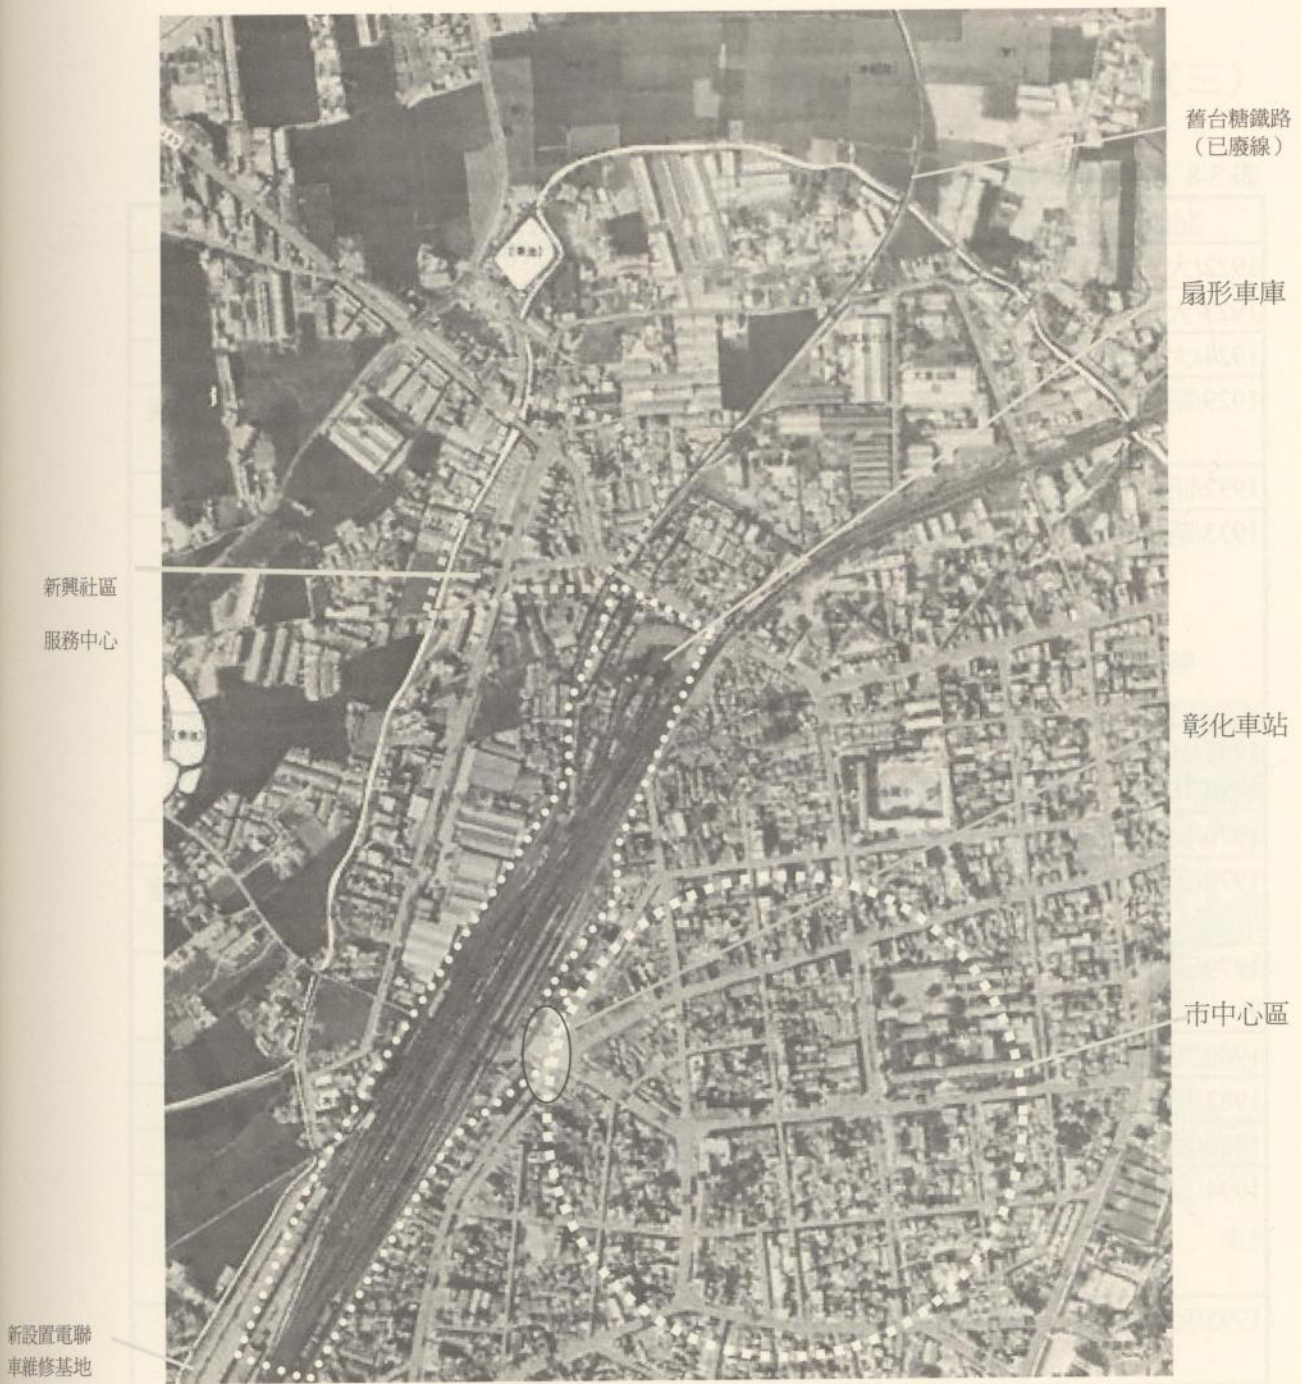 舊台糖鐵路
（已廢線）
扇形車庫
新興社區
服務中心
彰化車站
市中心區
新設置電聯
車維修基地